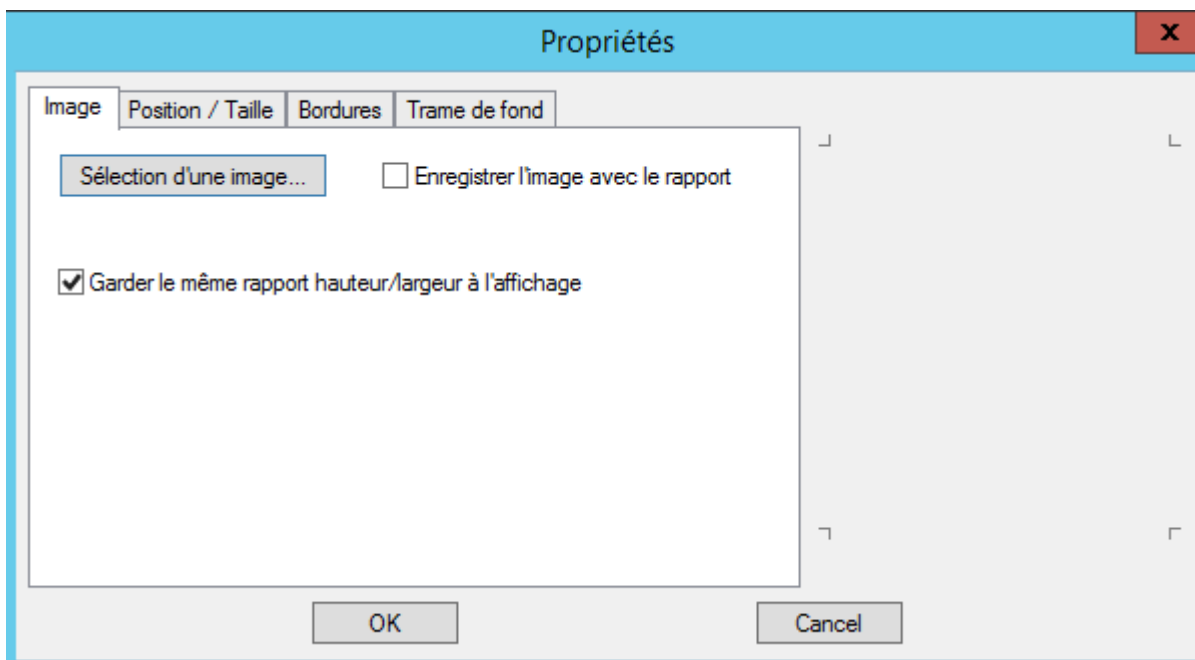 Propriétés
x
Image Position / Taille Bordures Trame de fond
Sélection d'une image... Enregistrer l'image avec le rapport
Garder le même rapport hauteur/largeur à l'affichage
OK Cancel